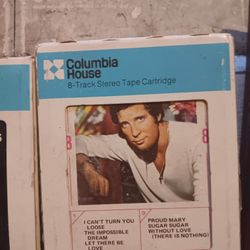 Columbia
House
8-Track Stereo Tape Cartridge
8
8
I CAN'T TURN YOU
LOOSE
THE IMPOSSIBLE
DREAM
LET THERE BE
LOVE
PROUD MARY
SUGAR SUGAR
WITHOUT LOVE
(THERE IS NOTHING)